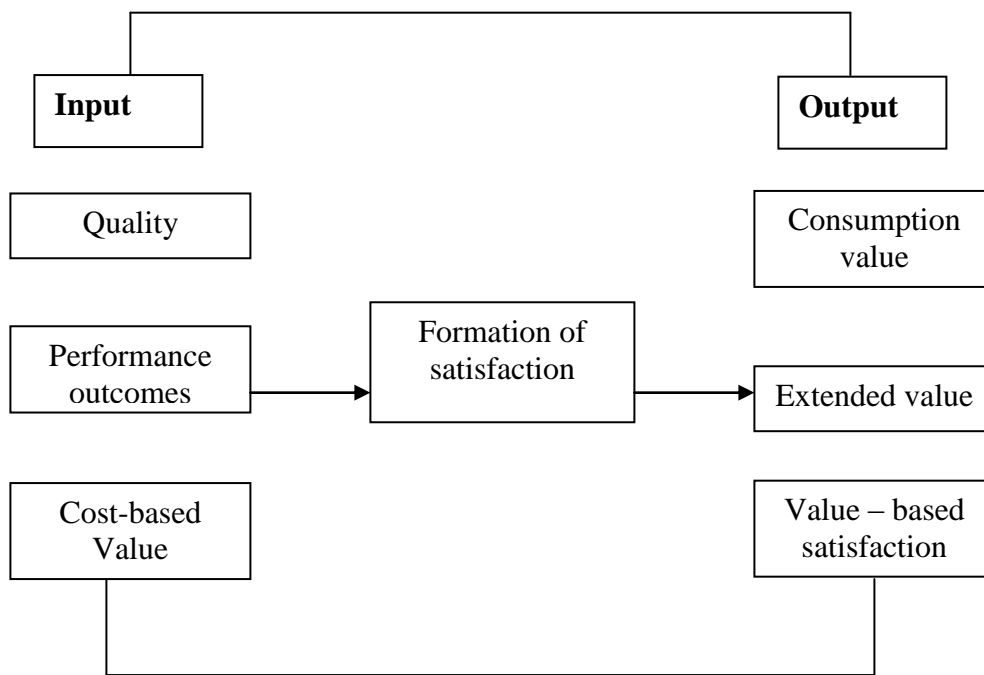 Input
Output
Quality
Consumption
value
Performance
outcomes
Formation of
satisfaction
Extended value
Cost-based
Value
Value – based
satisfaction